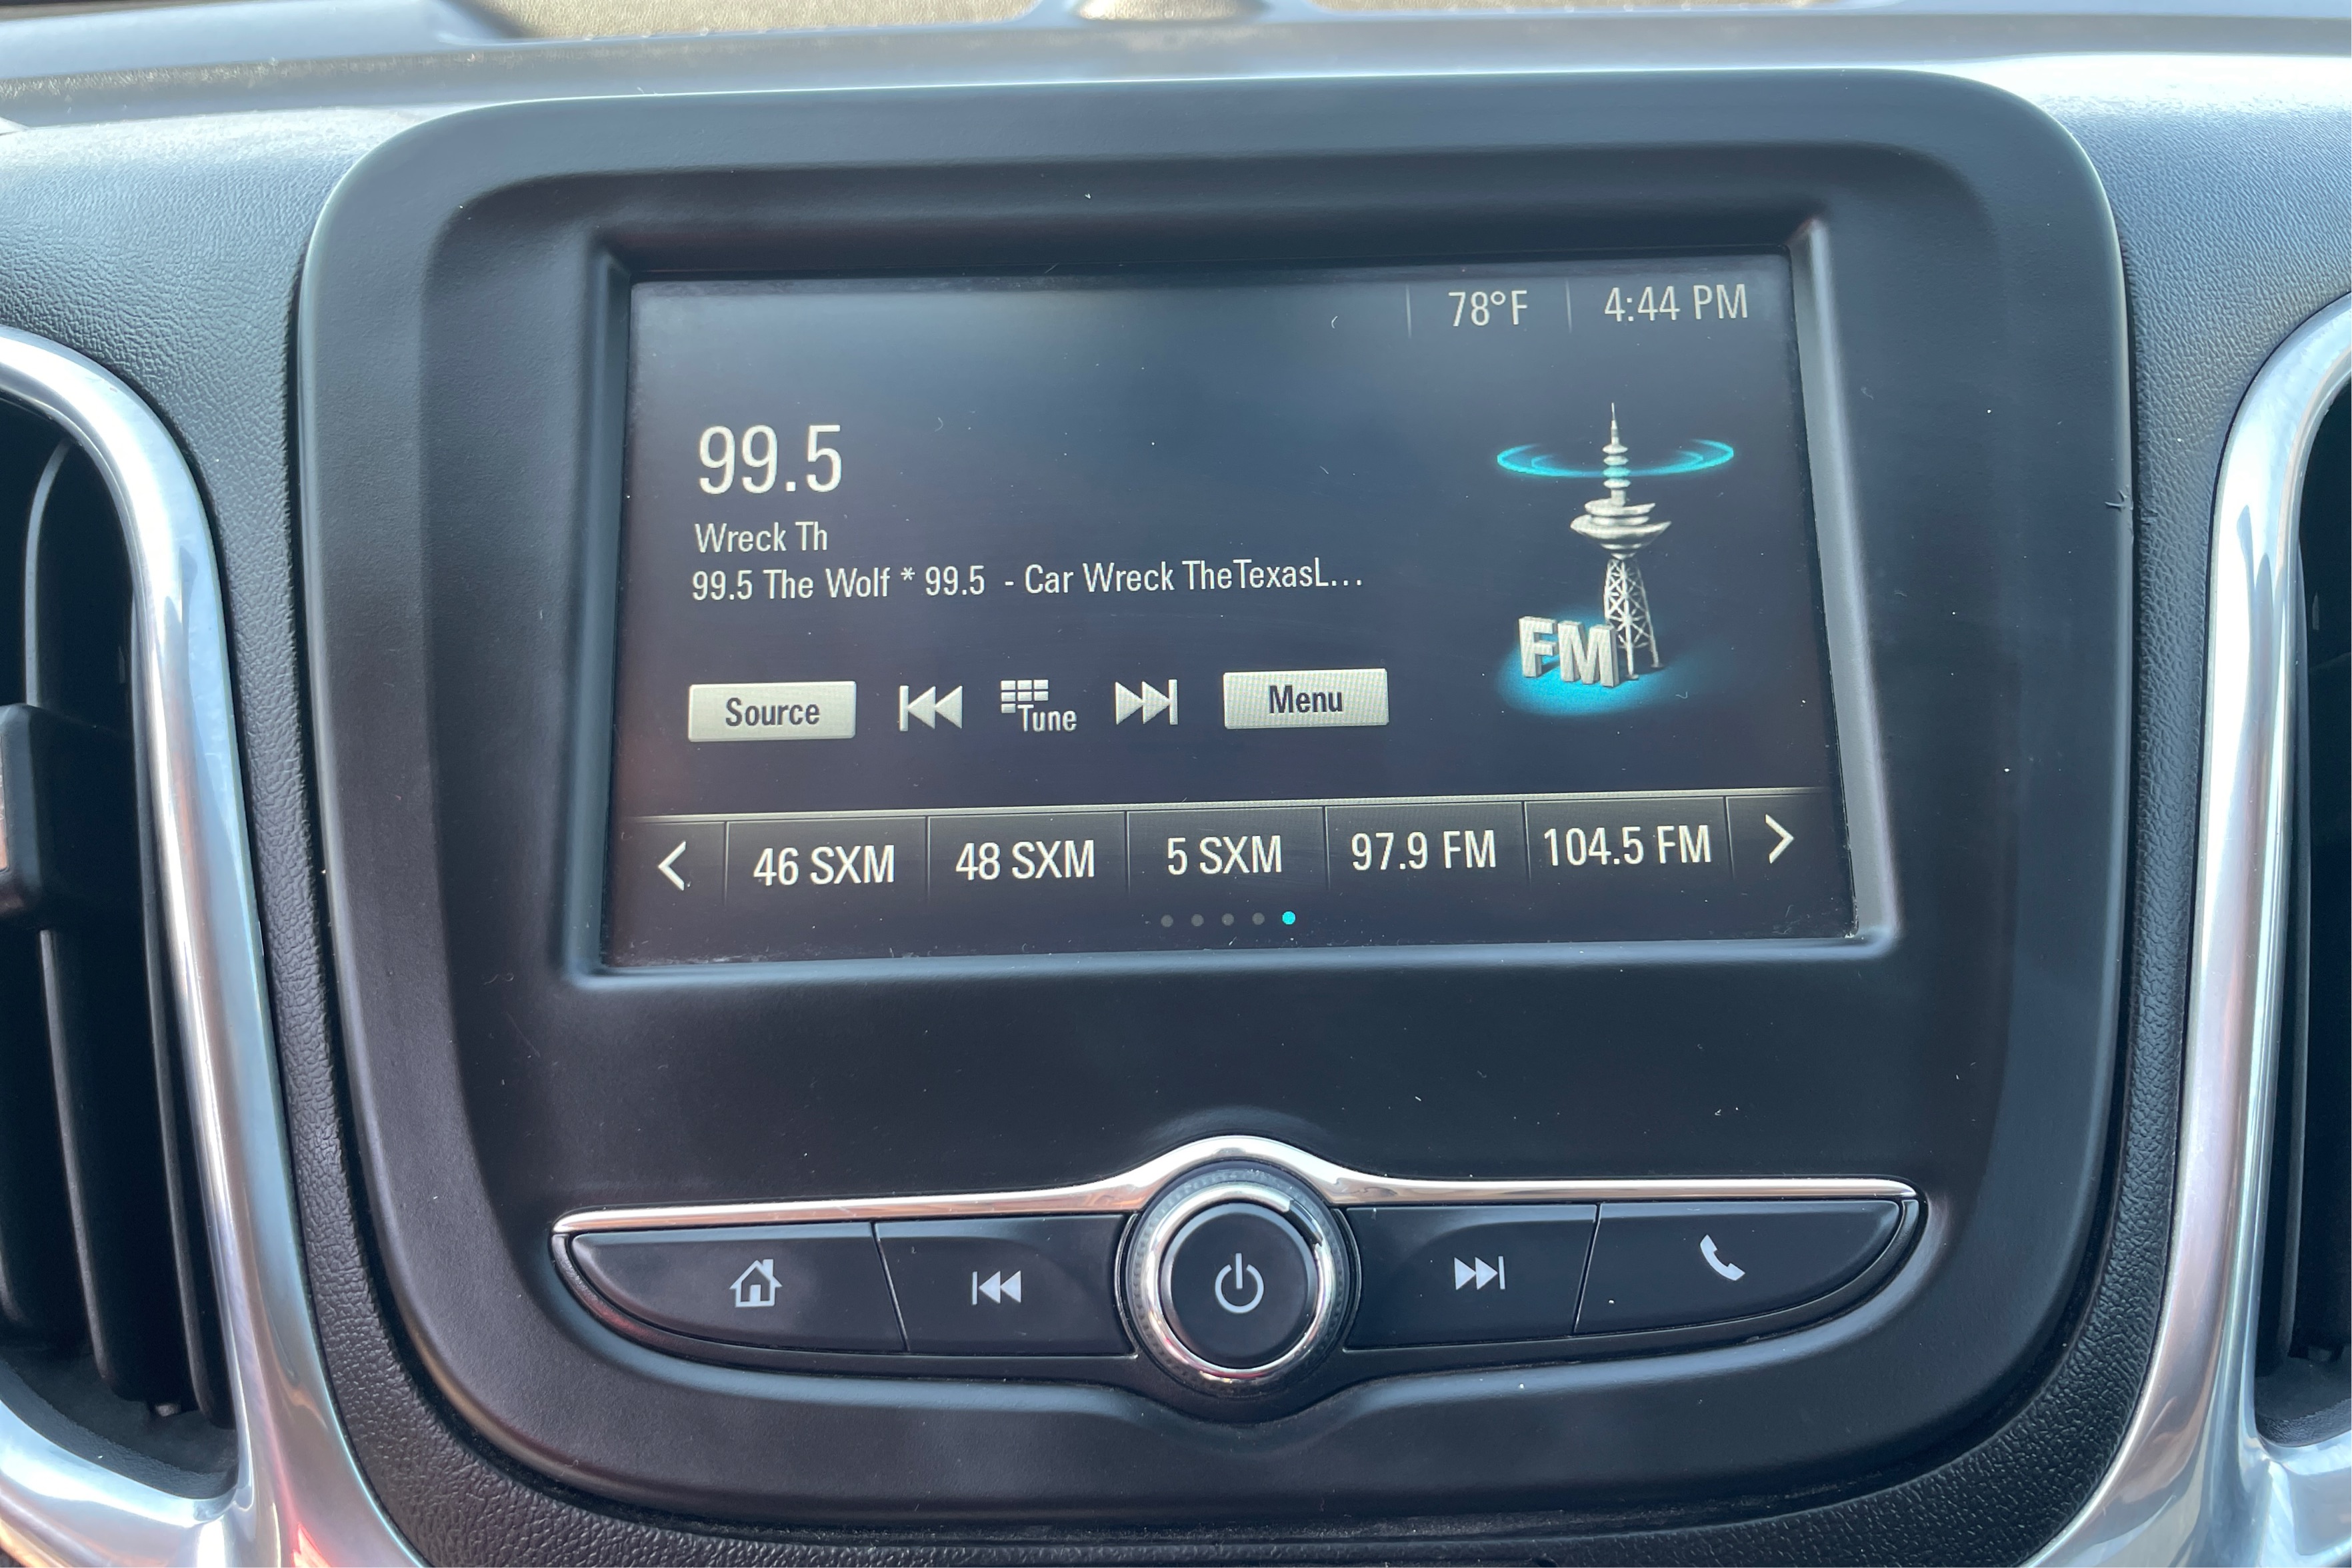 78°F 4:44 PM
99.5
Wreck Th
99.5 The Wolf * 99.5 - Car Wreck TheTexasL...
FM
Source Tune Menu
46 SXM 48 SXM 5 SXM 97.9 FM 104.5 FM